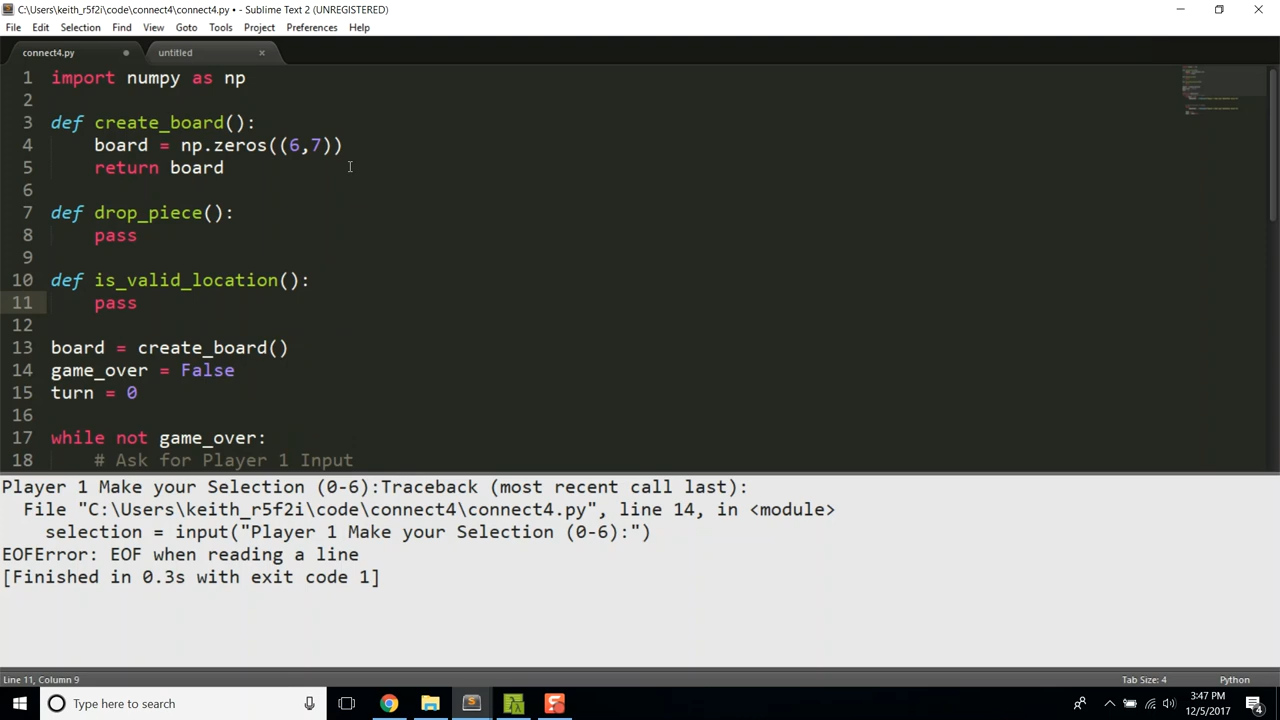 C:\Users\keith_r5f2i\code\connect4\connect4.py • - Sublime Text 2 (UNREGISTERED)
File Edit Selection Find View Goto Tools Project Preferences Help
connect4.py untitled
1 import numpy as np
2
3 def create_board():
4 board = np.zeros((6,7))
5 return board
6
7 def drop_piece():
8 pass
9
10 def is_valid_location():
11 pass
12
13 board = create_board()
14 game_over = False
15 turn = 0
16
17 while not game_over:
18 # Ask for Player 1 Input
Player 1 Make your Selection (0-6):Traceback (most recent call last):
File "C:\Users\keith_r5f2i\code\connect4\connect4.py", line 14, in <module>
selection = input("Player 1 Make your Selection (0-6):")
EOFError: EOF when reading a line
[Finished in 0.3s with exit code 1]
Line 11, Column 9 Tab Size: 4 Python
Type here to search
3:47 PM
12/5/2017
4